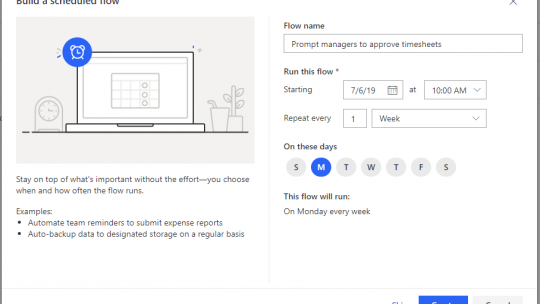 Build a scheduled flow
Flow name
Prompt managers to approve timesheets
Run this flow *
Starting 7/6/19 at 10:00 AM
Repeat every 1 Week
On these days
S M T W T F S
This flow will run:
On Monday every week
Stay on top of what's important without the effort—you choose
when and how often the flow runs.
Examples:
• Automate team reminders to submit expense reports
• Auto-backup data to designated storage on a regular basis